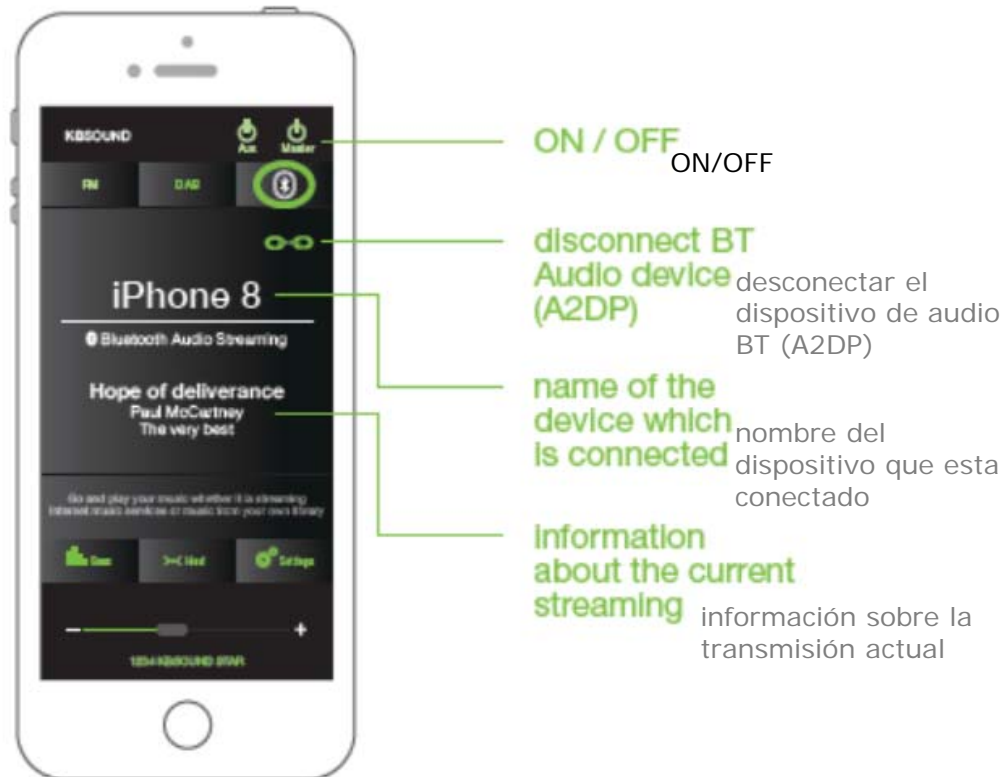 KBSOUND
Aux Master
FM DAB
iPhone 8
Bluetooth Audio Streaming
Hope of deliverance
Paul McCartney
The very best
Go and play your music whether it is streaming
Internet music services or music from your own library
Settings
- +
1234 KBSOUND STAR
ON / OFF
ON/OFF
disconnect BT
Audio device
(A2DP)
desconectar el
dispositivo de audio
BT (A2DP)
name of the
device which
is connected
nombre del
dispositivo que esta
conectado
Information
about the current
streaming
información sobre la
transmisión actual